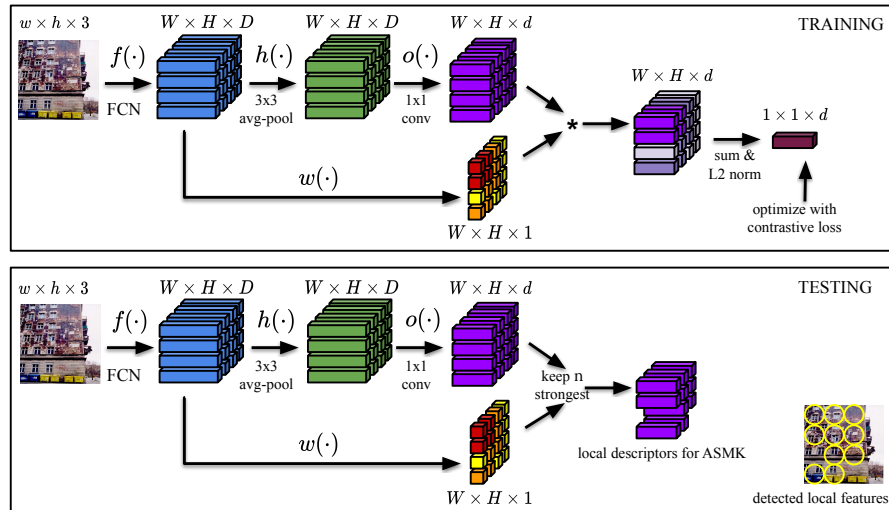 w × h × 3
W × H × D
W × H × D
W × H × d
TRAINING
f(·)
h(·)
o(·)
FCN
3x3
avg-pool
1x1
conv
W × H × d
*
1 × 1 × d
sum &
L2 norm
w(·)
W × H × 1
optimize with
contrastive loss
w × h × 3
W × H × D
W × H × D
W × H × d
TESTING
f(·)
h(·)
o(·)
FCN
3x3
avg-pool
1x1
conv
keep n
strongest
w(·)
local descriptors for ASMK
W × H × 1
detected local features